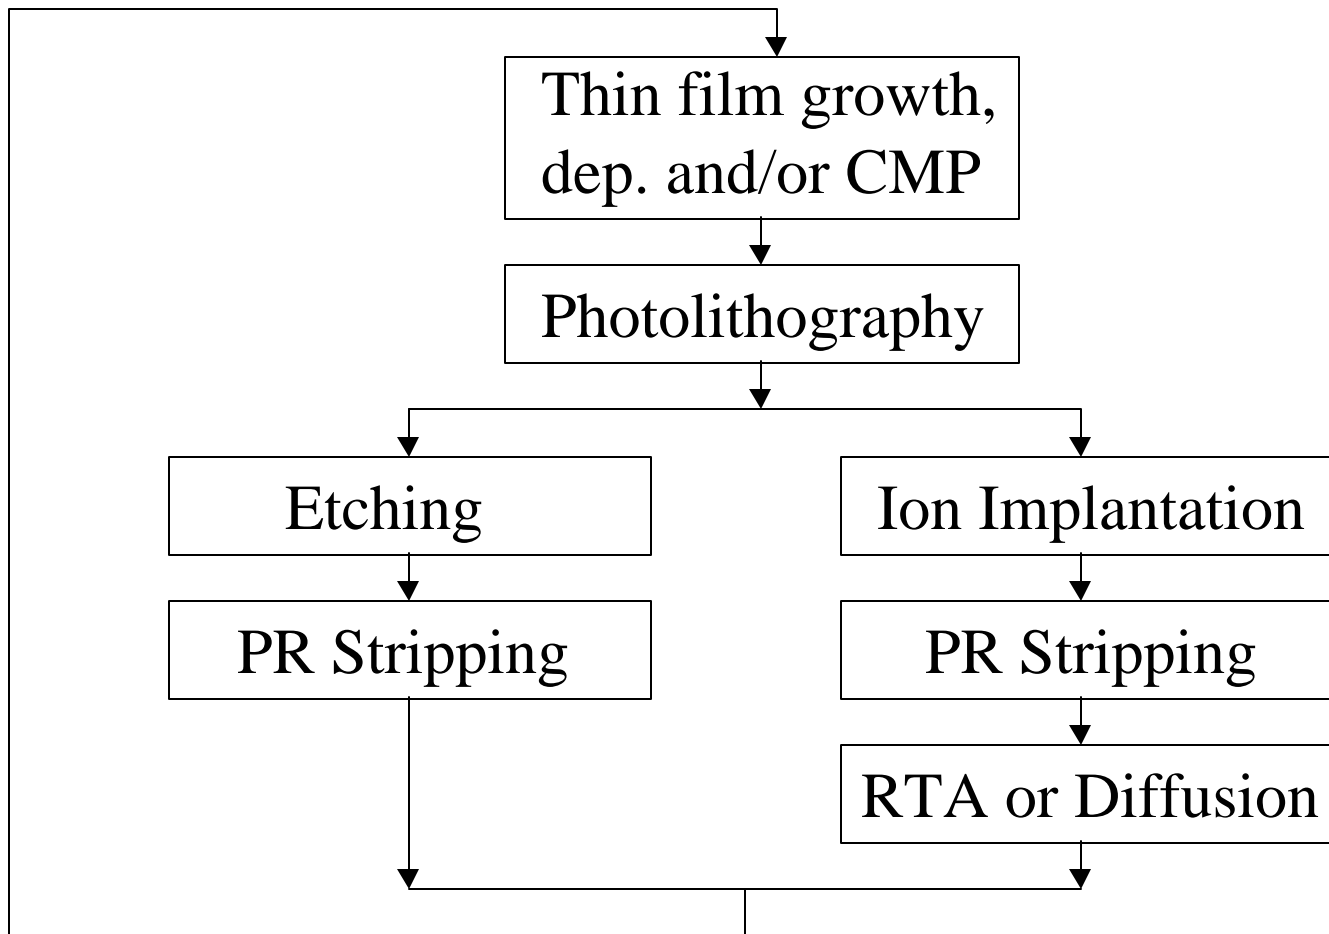 Thin film growth,
dep. and/or CMP
Photolithography
Etching
Ion Implantation
PR Stripping
PR Stripping
RTA or Diffusion